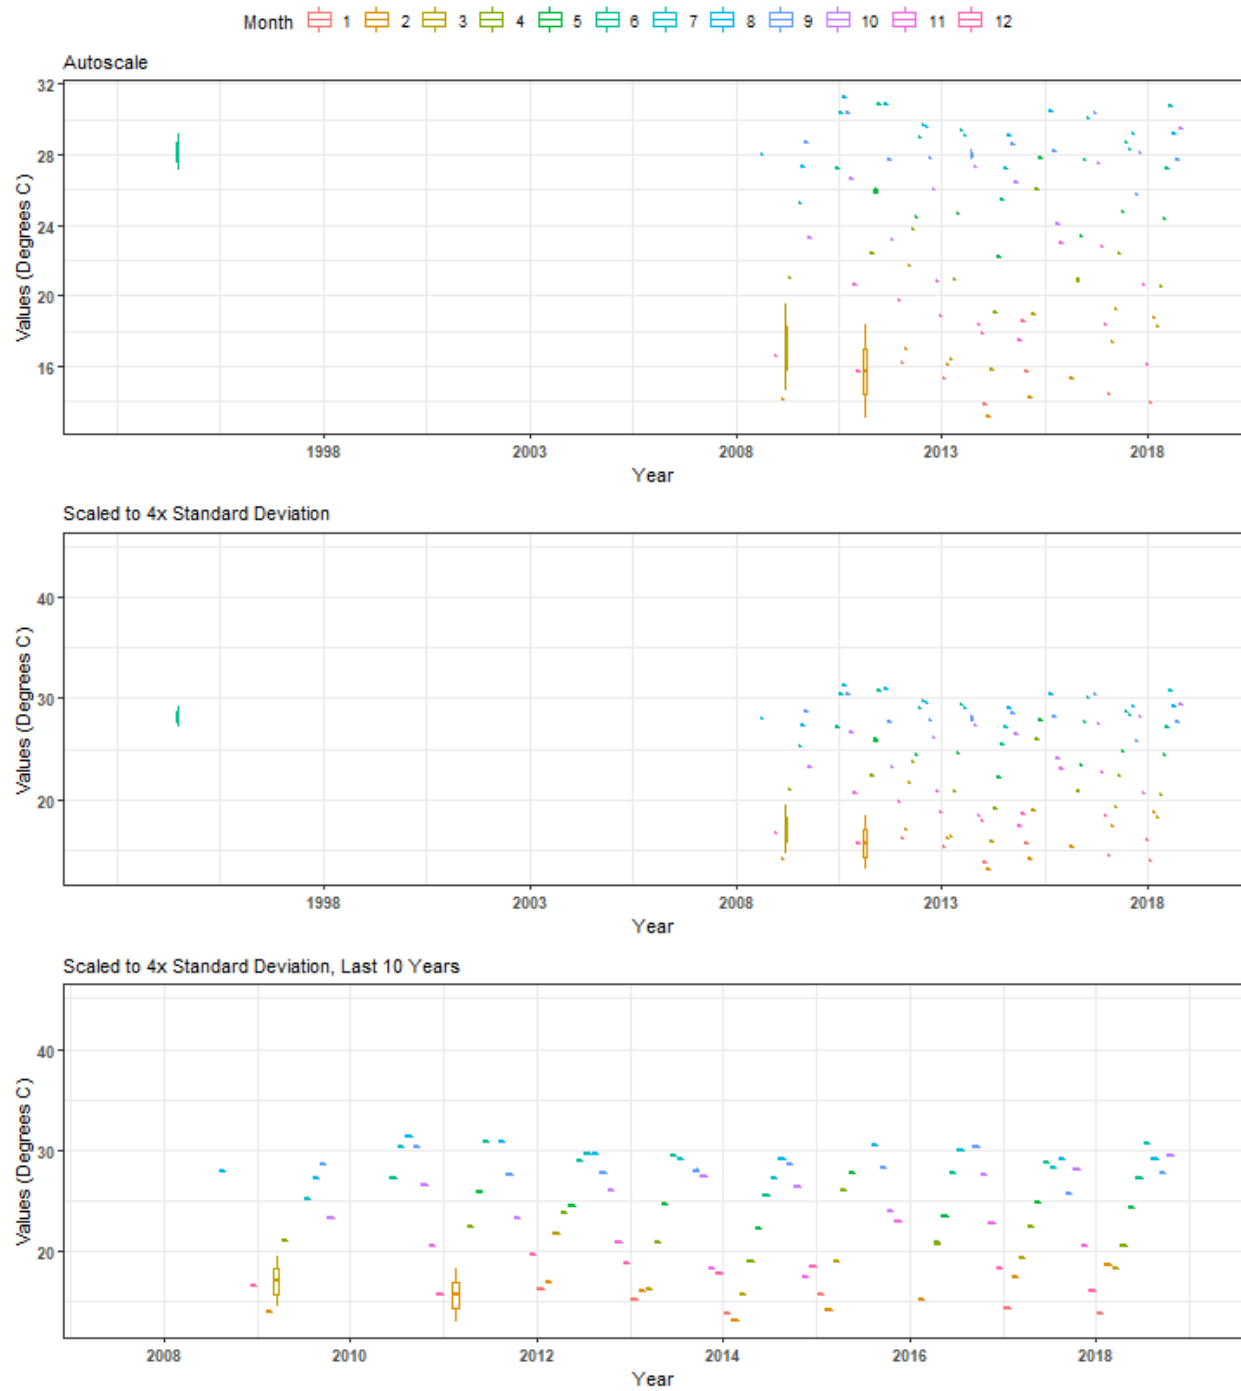 Month 1 2 3 4 5 6 7 8 9 10 11 12
Autoscale
32
28
24
20
16
Values (Degrees C)
1998 2003 2008 2013 2018
Year
Scaled to 4x Standard Deviation
40
30
20
Values (Degrees C)
1998 2003 2008 2013 2018
Year
Scaled to 4x Standard Deviation, Last 10 Years
40
30
20
Values (Degrees C)
2008 2010 2012 2014 2016 2018
Year